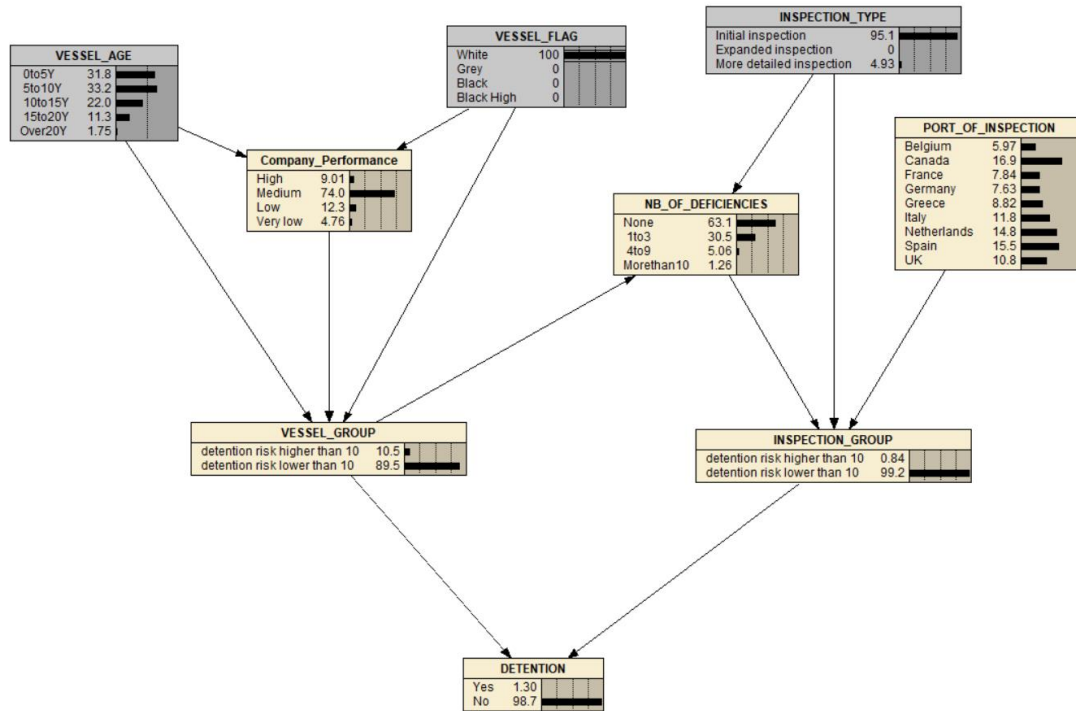 VESSEL_AGE
0to5Y 31.8
5to10Y 33.2
10to15Y 22.0
15to20Y 11.3
Over20Y 1.75
VESSEL_FLAG
White 100
Grey 0
Black 0
Black High 0
INSPECTION_TYPE
Initial inspection 95.1
Expanded inspection 0
More detailed inspection 4.93
Company_Performance
High 9.01
Medium 74.0
Low 12.3
Very low 4.76
NB_OF_DEFICIENCIES
None 63.1
1to3 30.5
4to9 5.06
Morethan10 1.26
PORT_OF_INSPECTION
Belgium 5.97
Canada 16.9
France 7.84
Germany 7.63
Greece 8.82
Italy 11.8
Netherlands 14.8
Spain 15.5
UK 10.8
VESSEL_GROUP
detention risk higher than 10 10.5
detention risk lower than 10 89.5
INSPECTION_GROUP
detention risk higher than 10 0.84
detention risk lower than 10 99.2
DETENTION
Yes 1.30
No 98.7